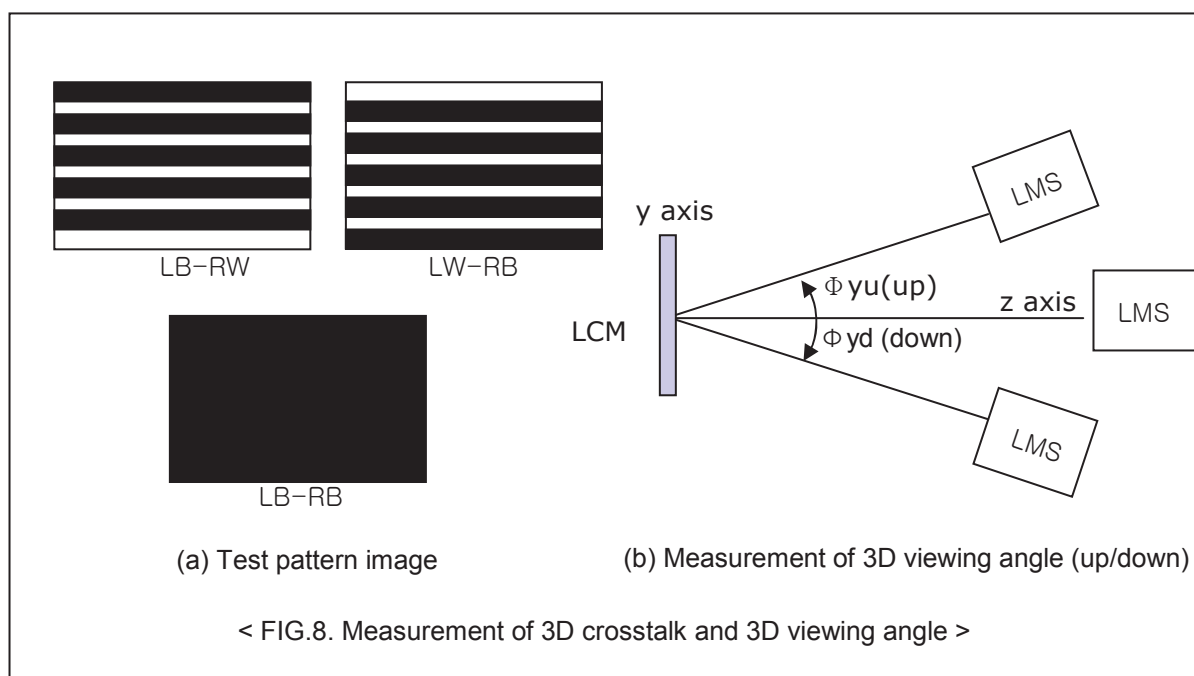 LB-RW
LW-RB
LB-RB
(a) Test pattern image
y axis
LCM
Φ yu(up)
z axis
Φ yd (down)
LMS
LMS
LMS
(b) Measurement of 3D viewing angle (up/down)
< FIG.8. Measurement of 3D crosstalk and 3D viewing angle >